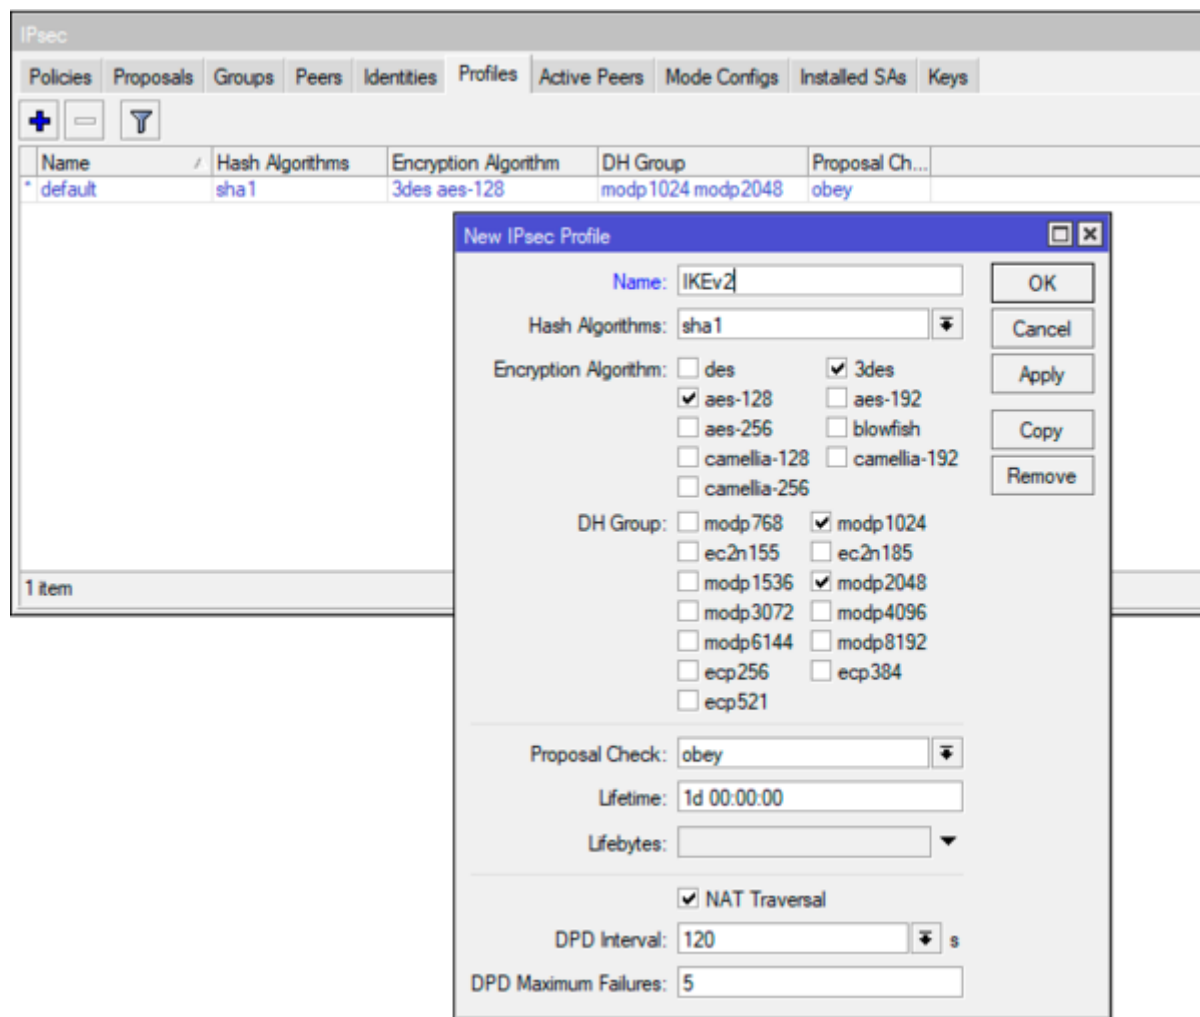 IPsec
Policies Proposals Groups Peers Identities Profiles Active Peers Mode Configs Installed SAs Keys
Name Hash Algorithms Encryption Algorithm DH Group Proposal Ch...
* default sha1 3des aes-128 modp1024 modp2048 obey
New IPsec Profile
Name: IKEv2 OK
Hash Algorithms: sha1 Cancel
Encryption Algorithm: des 3des Apply
aes-128 aes-192
aes-256 blowfish Copy
camellia-128 camellia-192
Remove
camellia-256
DH Group: modp768 modp1024
ec2n155 ec2n185
modp1536 modp2048
1 item
modp3072 modp4096
modp6144 modp8192
ecp256 ecp384
ecp521
Proposal Check: obey
Lifetime: 1d 00:00:00
Lifebytes:
NAT Traversal
DPD Interval: 120 s
DPD Maximum Failures: 5